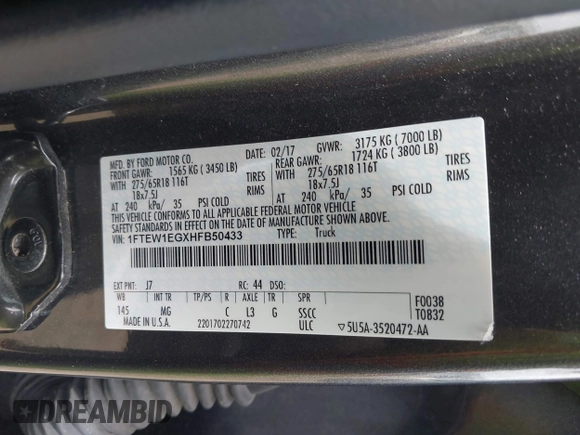 MFD. BY FORD MOTOR CO.
02/17 GVWR: 3175 KG ( 7000 LB)
FRONT GAWR: 1565 KG ( 3450 LB)
REAR GAWR: 1724 KG ( 3800 LB)
WITH 275/65R18 116T TIRES
WITH 275/65R18 116T TIRES
18x7.5J RIMS
18x7.5J RIMS
AT 240 kPa/ 35 PSI COLD
AT 240 kPa/ 35 PSI COLD
THIS VEHICLE CONFORMS TO ALL APPLICABLE FEDERAL MOTOR VEHICLE
SAFETY STANDARDS IN EFFECT ON THE DATE OF MANUFACTURE SHOWN ABOVE.
VIN: 1FTEW1EGXHFB50433 TYPE: Truck
EXT PNT: J7 RC: 44 DSO:
WB INT TR TP/PS R AXLE TR SPR
F0038
T0832
145 MG C L3 G SSCC
MADE IN U.S.A. 2201702270742 ULC
5U5A-3520472-AA
DREAMBID